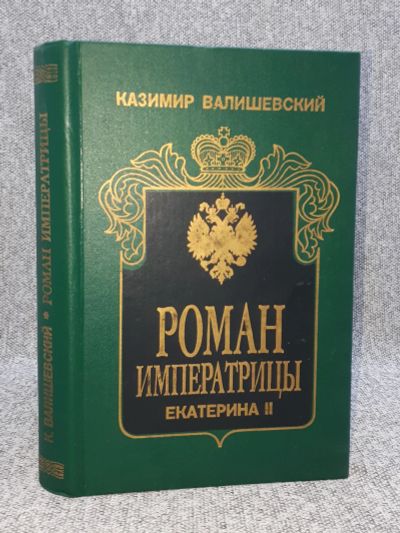 КАЗИМИР ВАЛИШЕВСКИЙ
РОМАН
ИМПЕРАТРИЦЫ
ЕКАТЕРИНА II
К. ВАЛИШЕВСКИЙ * РОМАН ИМПЕРАТРИЦЫ